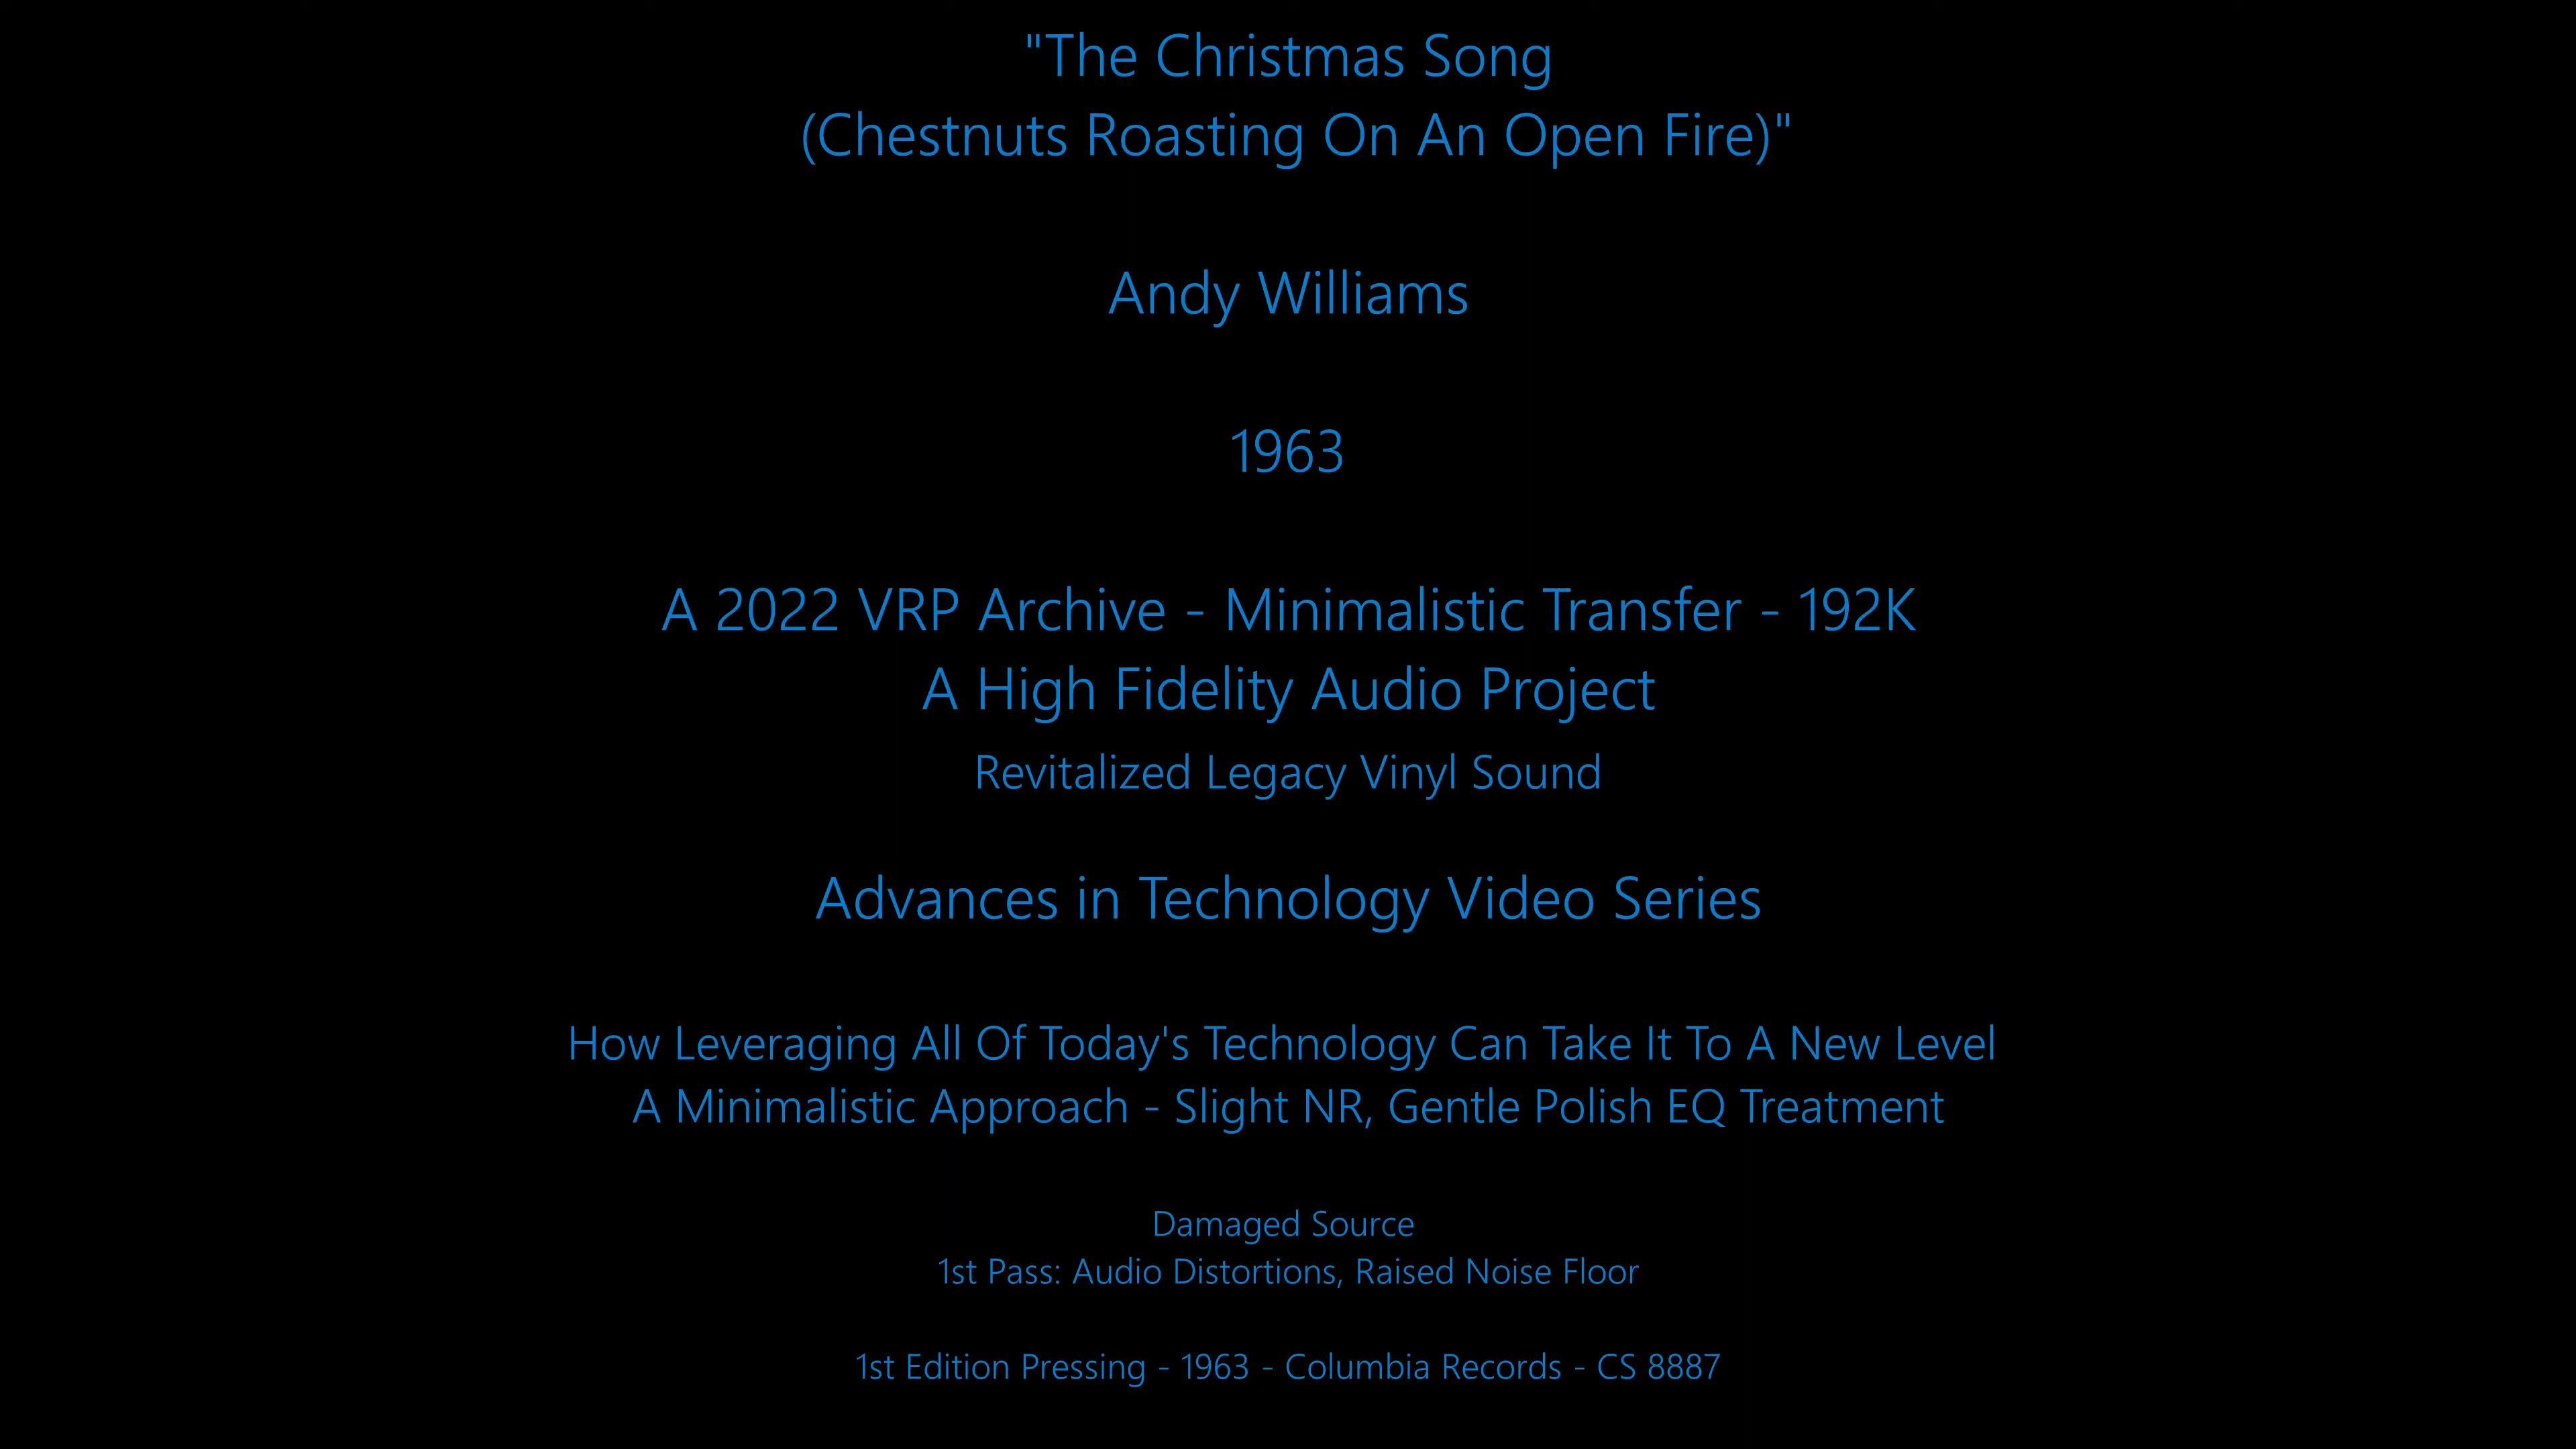 "The Christmas Song
(Chestnuts Roasting On An Open Fire)"
Andy Williams
1963
A 2022 VRP Archive - Minimalistic Transfer - 192K
A High Fidelity Audio Project
Revitalized Legacy Vinyl Sound
Advances in Technology Video Series
How Leveraging All Of Today's Technology Can Take It To A New Level
A Minimalistic Approach - Slight NR, Gentle Polish EQ Treatment
Damaged Source
1st Pass: Audio Distortions, Raised Noise Floor
1st Edition Pressing - 1963 - Columbia Records - CS 8887